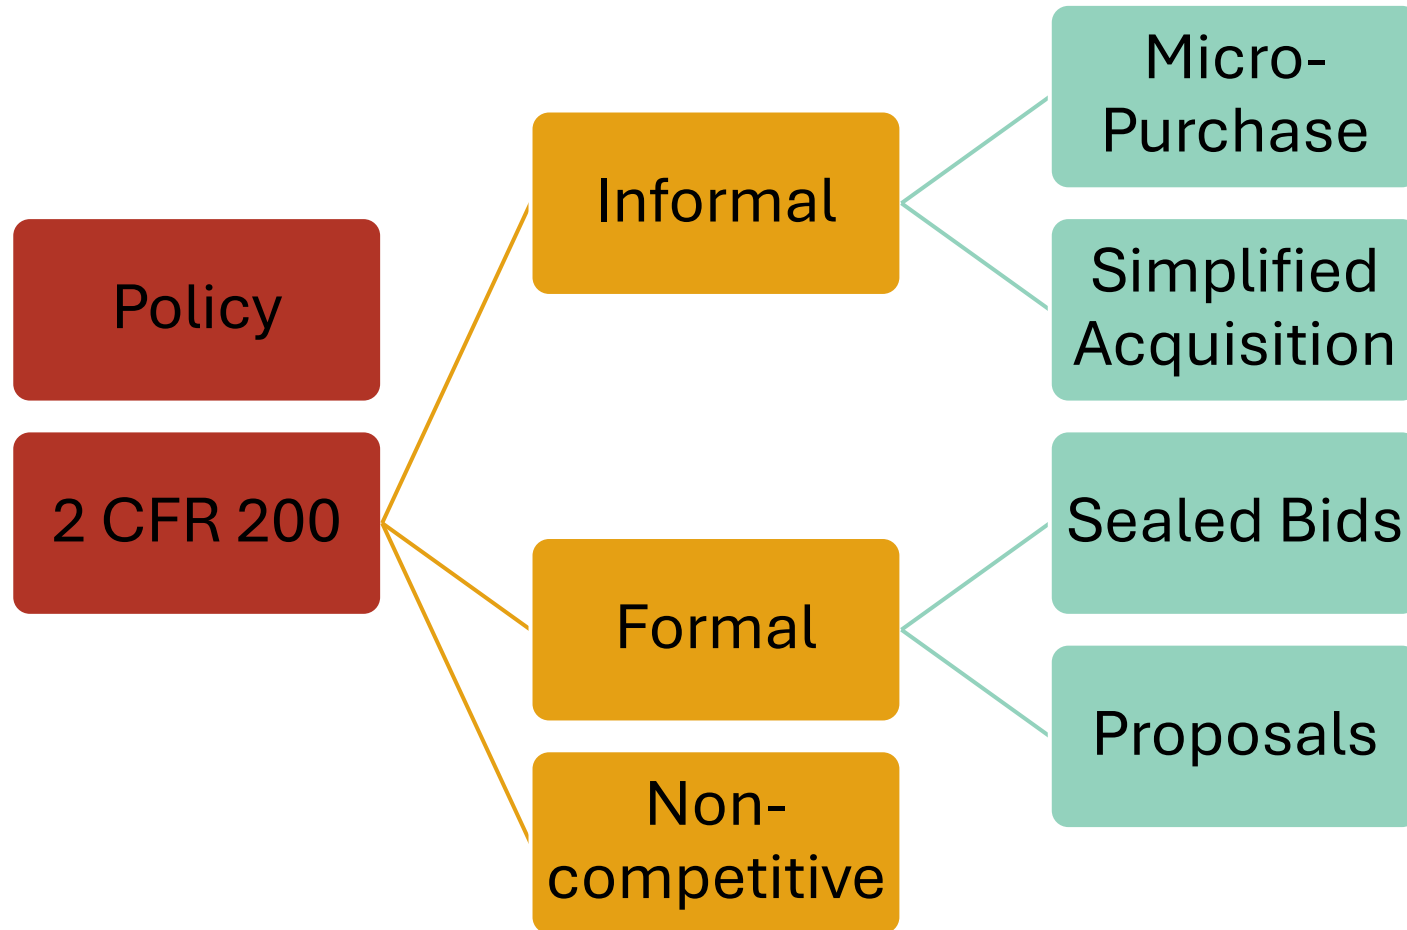 Policy
2 CFR 200
Informal
Formal
Non-
competitive
Micro-
Purchase
Simplified
Acquisition
Sealed Bids
Proposals